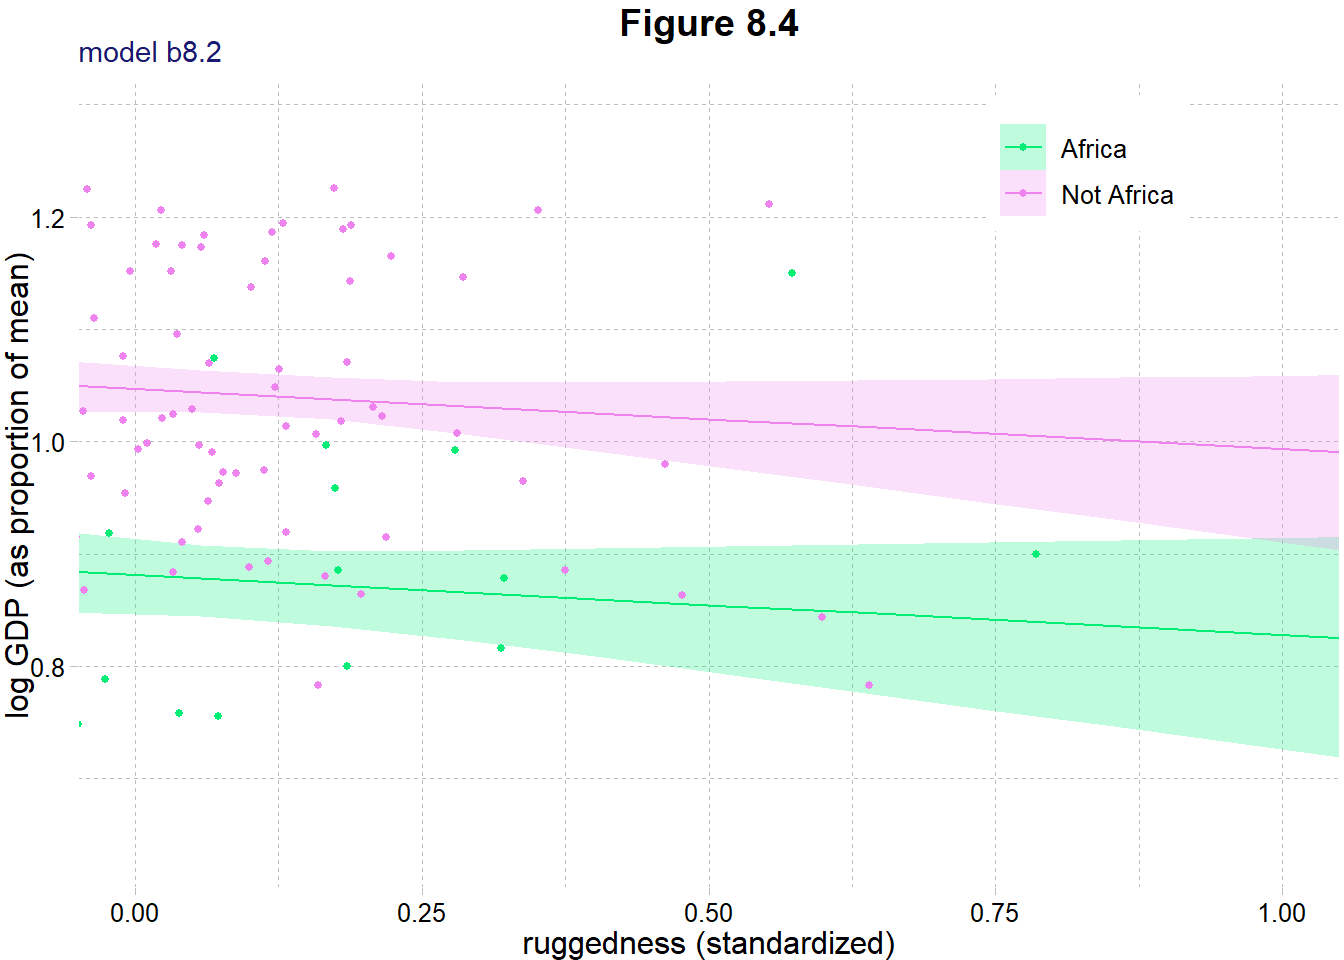 Figure 8.4
model b8.2
Africa
Not Africa
log GDP (as proportion of mean)
1.2
1.0
0.8
0.00 0.25 0.50 0.75 1.00
ruggedness (standardized)